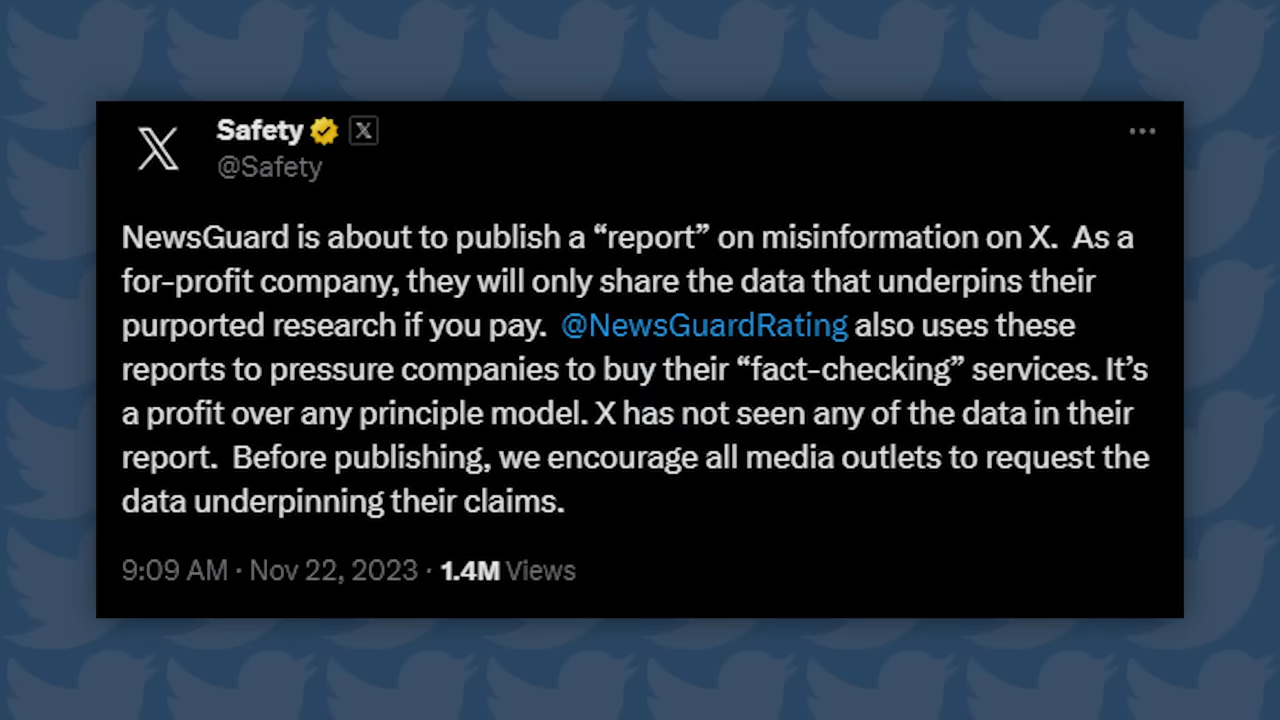 Safety
@Safety
NewsGuard is about to publish a “report” on misinformation on X.  As a
for-profit company, they will only share the data that underpins their
purported research if you pay.  @NewsGuardRating also uses these
reports to pressure companies to buy their “fact-checking” services. It’s
a profit over any principle model. X has not seen any of the data in their
report.  Before publishing, we encourage all media outlets to request the
data underpinning their claims.
9:09 AM · Nov 22, 2023 · 1.4M Views